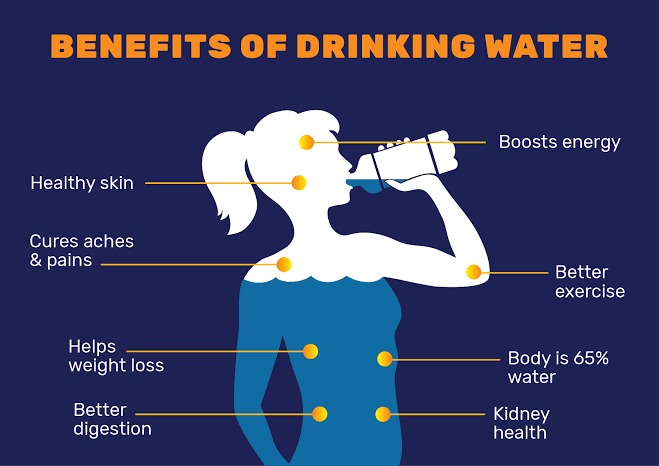 BENEFITS OF DRINKING WATER
Boosts energy
Healthy skin
Cures aches
& pains
Better
exercise
Helps
weight loss
Body is 65%
water
Better
digestion
Kidney
health